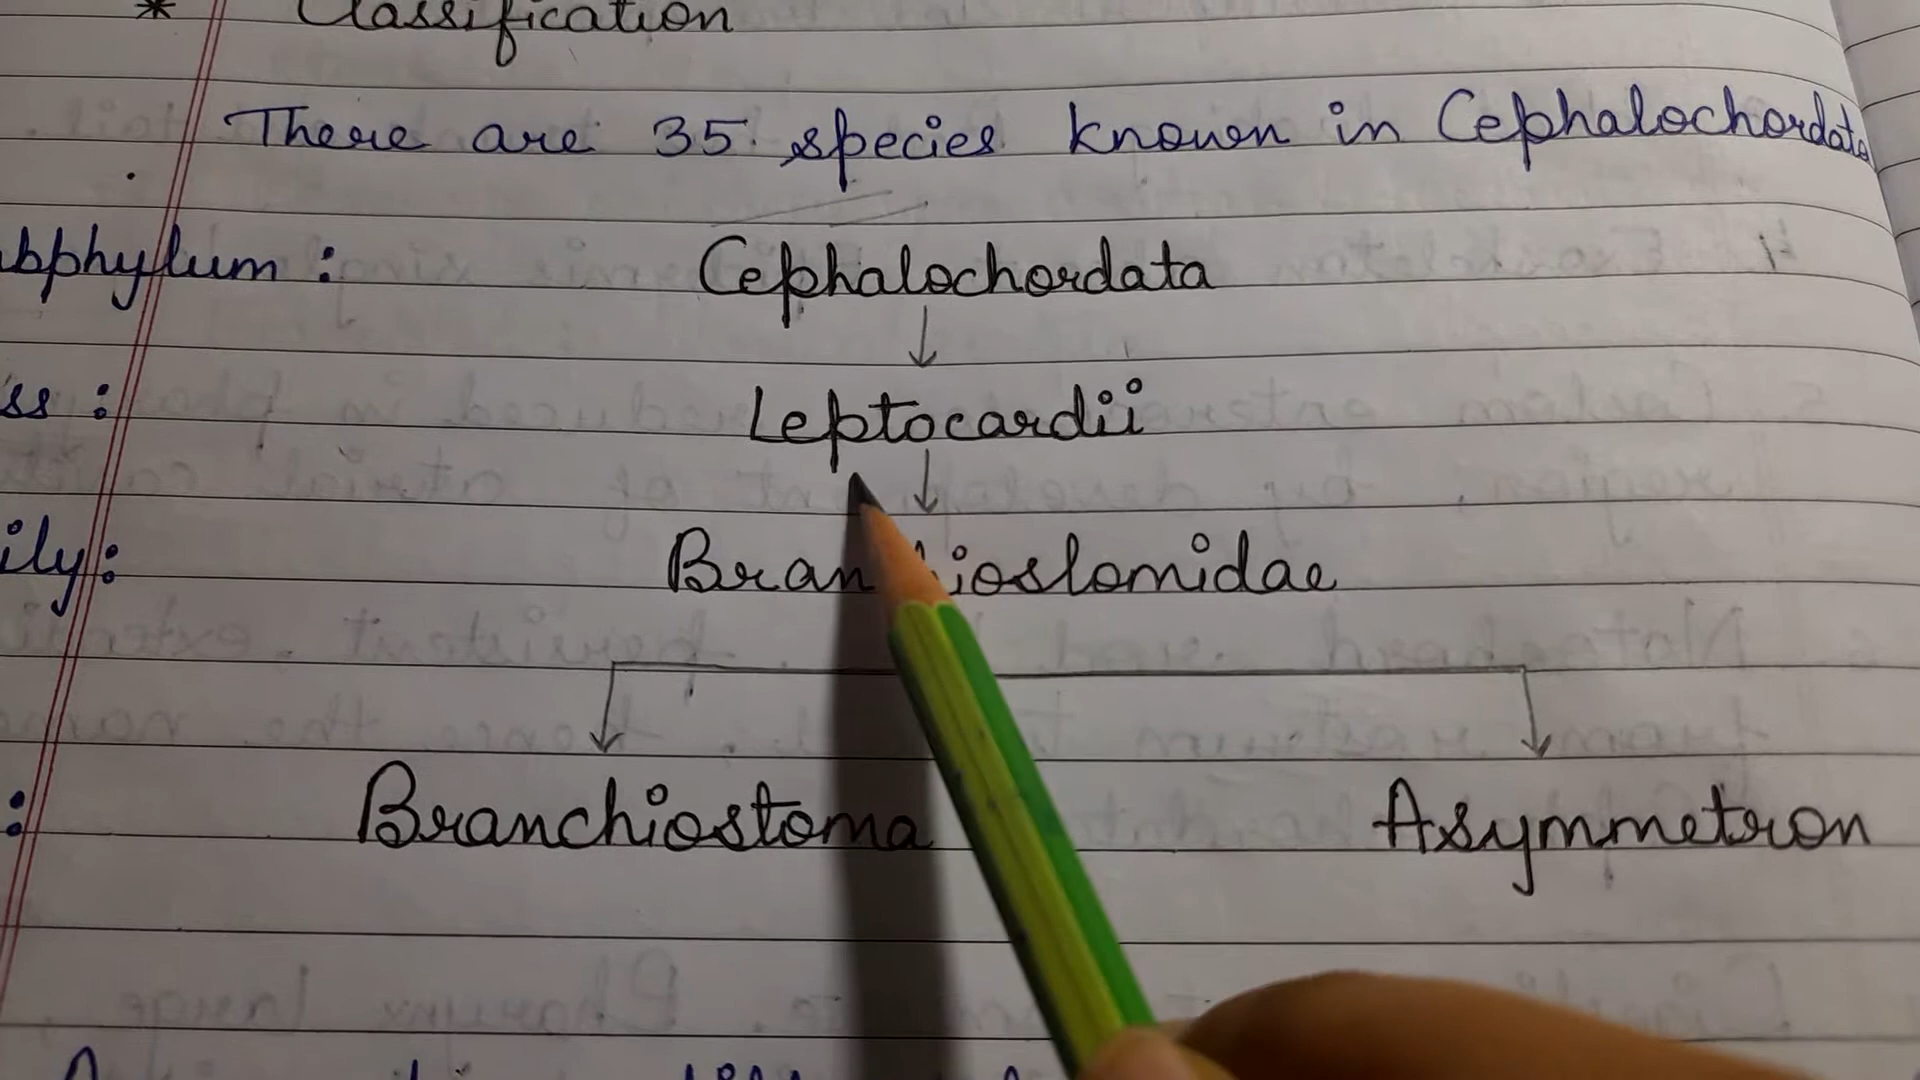 * Classification
There are 35 species known in Cephalochordata
bphylum : Cephalochordata
ss : Leptocardii
ily: Branchiostomidae
: Branchiostoma Asymmetron